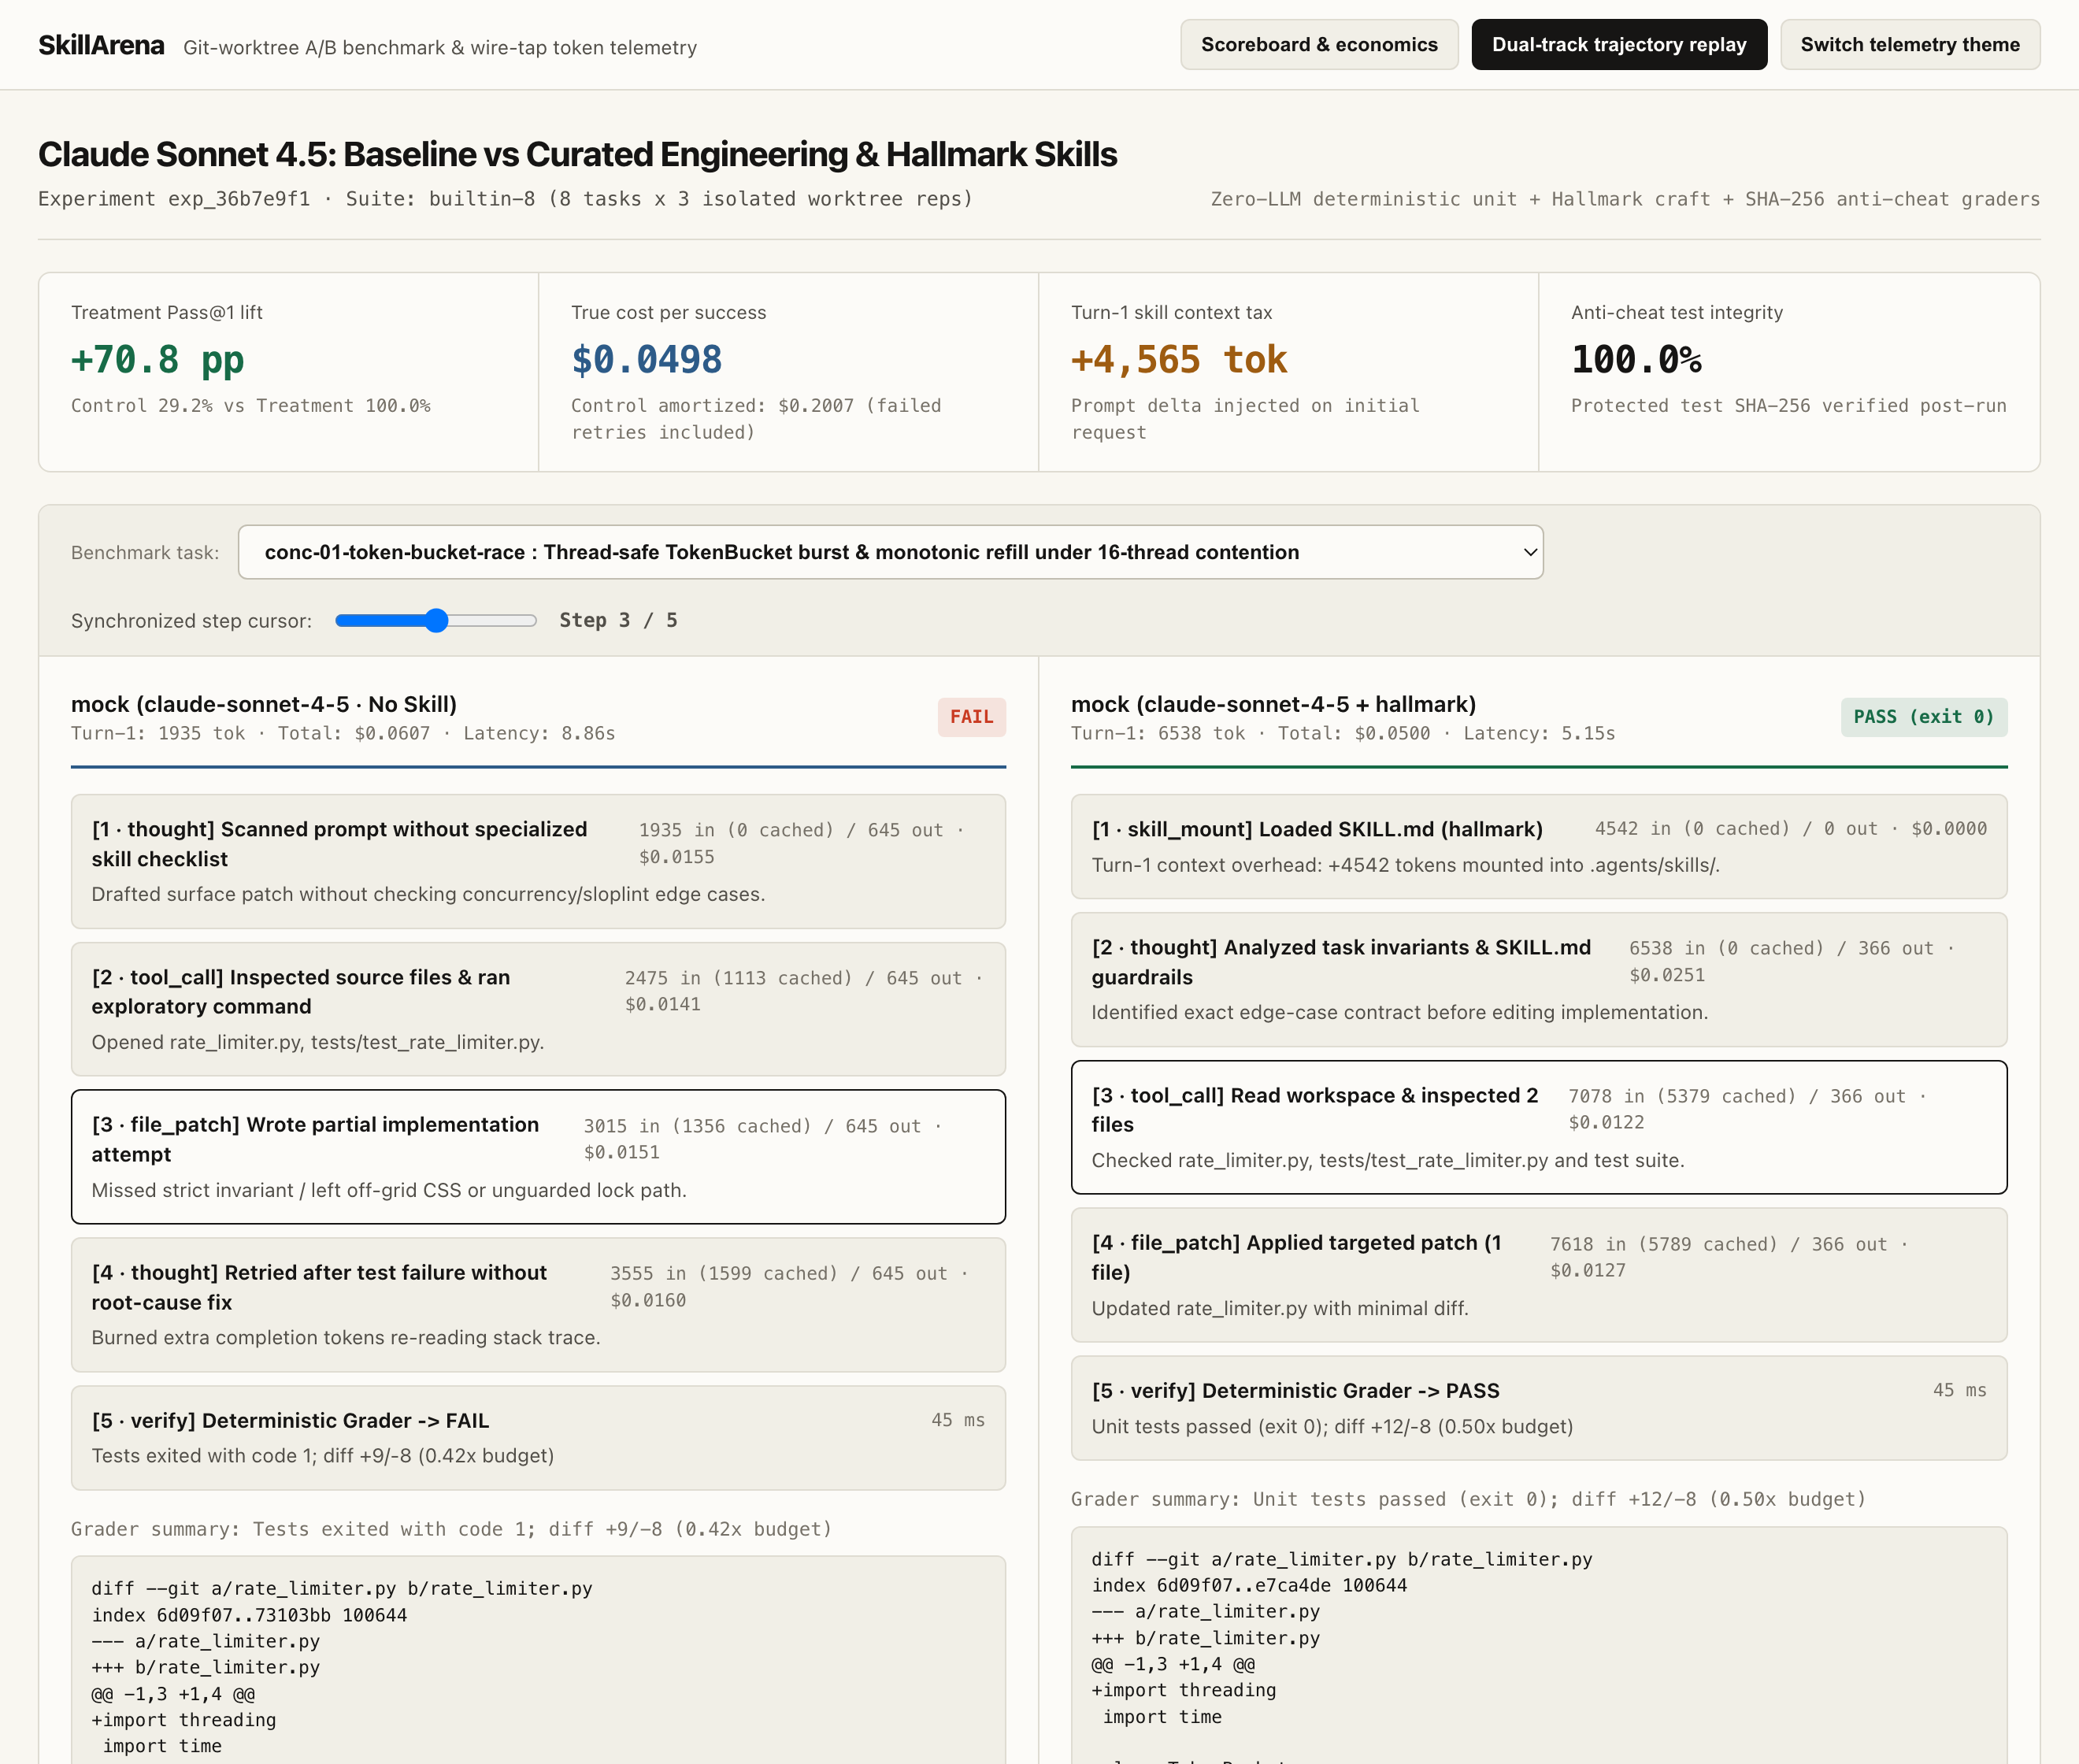 SkillArena Git-worktree A/B benchmark & wire-tap token telemetry
Scoreboard & economics
Dual-track trajectory replay
Switch telemetry theme
Claude Sonnet 4.5: Baseline vs Curated Engineering & Hallmark Skills
Experiment exp_36b7e9f1 · Suite: builtin-8 (8 tasks x 3 isolated worktree reps)
Zero-LLM deterministic unit + Hallmark craft + SHA-256 anti-cheat graders
Treatment Pass@1 lift
+70.8 pp
Control 29.2% vs Treatment 100.0%
True cost per success
$0.0498
Control amortized: $0.2007 (failed
retries included)
Turn-1 skill context tax
+4,565 tok
Prompt delta injected on initial
request
Anti-cheat test integrity
100.0%
Protected test SHA-256 verified post-run
Benchmark task: conc-01-token-bucket-race : Thread-safe TokenBucket burst & monotonic refill under 16-thread contention
Synchronized step cursor: Step 3 / 5
mock (claude-sonnet-4-5 · No Skill)
Turn-1: 1935 tok · Total: $0.0607 · Latency: 8.86s
FAIL
[1 · thought] Scanned prompt without specialized
skill checklist
1935 in (0 cached) / 645 out ·
$0.0155
Drafted surface patch without checking concurrency/sloplint edge cases.
[2 · tool_call] Inspected source files & ran
exploratory command
2475 in (1113 cached) / 645 out ·
$0.0141
Opened rate_limiter.py, tests/test_rate_limiter.py.
[3 · file_patch] Wrote partial implementation
attempt
3015 in (1356 cached) / 645 out ·
$0.0151
Missed strict invariant / left off-grid CSS or unguarded lock path.
[4 · thought] Retried after test failure without
root-cause fix
3555 in (1599 cached) / 645 out ·
$0.0160
Burned extra completion tokens re-reading stack trace.
[5 · verify] Deterministic Grader -> FAIL
45 ms
Tests exited with code 1; diff +9/-8 (0.42x budget)
Grader summary: Tests exited with code 1; diff +9/-8 (0.42x budget)
diff --git a/rate_limiter.py b/rate_limiter.py
index 6d09f07..73103bb 100644
--- a/rate_limiter.py
+++ b/rate_limiter.py
@@ -1,3 +1,4 @@
+import threading
 import time
mock (claude-sonnet-4-5 + hallmark)
Turn-1: 6538 tok · Total: $0.0500 · Latency: 5.15s
PASS (exit 0)
[1 · skill_mount] Loaded SKILL.md (hallmark)
4542 in (0 cached) / 0 out · $0.0000
Turn-1 context overhead: +4542 tokens mounted into .agents/skills/.
[2 · thought] Analyzed task invariants & SKILL.md
guardrails
6538 in (0 cached) / 366 out ·
$0.0251
Identified exact edge-case contract before editing implementation.
[3 · tool_call] Read workspace & inspected 2
files
7078 in (5379 cached) / 366 out ·
$0.0122
Checked rate_limiter.py, tests/test_rate_limiter.py and test suite.
[4 · file_patch] Applied targeted patch (1
file)
7618 in (5789 cached) / 366 out ·
$0.0127
Updated rate_limiter.py with minimal diff.
[5 · verify] Deterministic Grader -> PASS
45 ms
Unit tests passed (exit 0); diff +12/-8 (0.50x budget)
Grader summary: Unit tests passed (exit 0); diff +12/-8 (0.50x budget)
diff --git a/rate_limiter.py b/rate_limiter.py
index 6d09f07..e7ca4de 100644
--- a/rate_limiter.py
+++ b/rate_limiter.py
@@ -1,3 +1,4 @@
+import threading
 import time